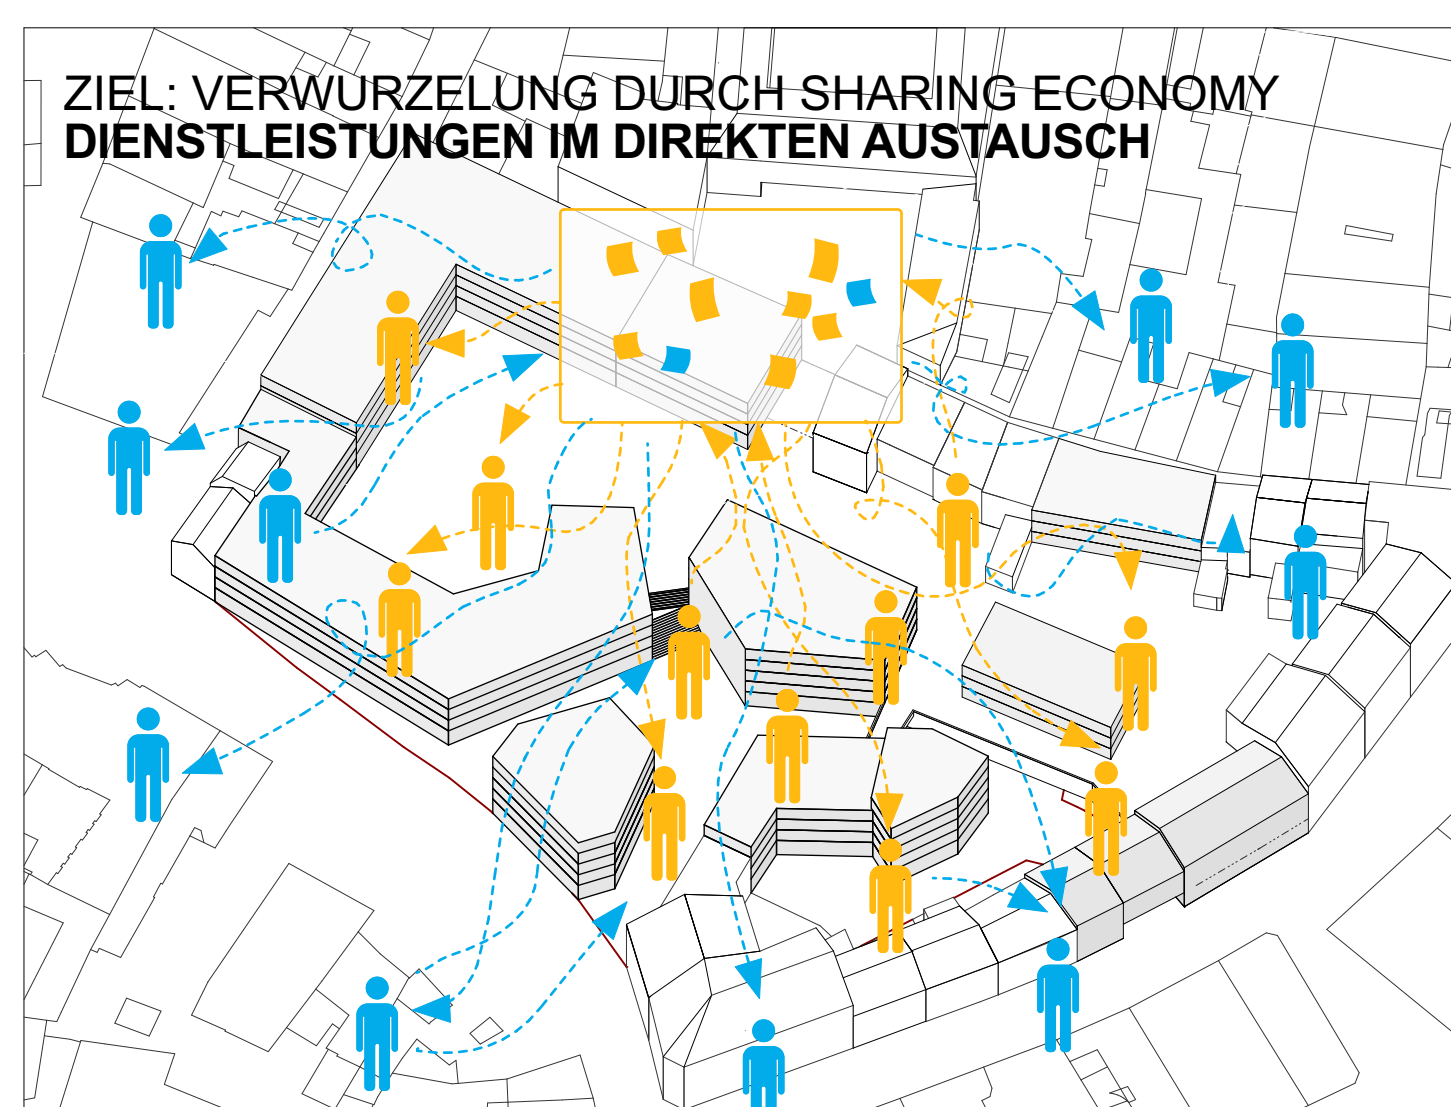 ZIEL: VERWURZELUNG DURCH SHARING ECONOMY
DIENSTLEISTUNGEN IM DIREKTEN AUSTAUSCH